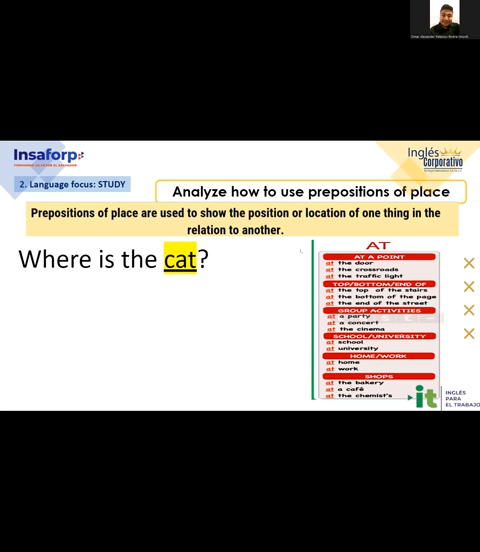 Insaforp
Inglés
Corporativo
2. Language focus: STUDY
Analyze how to use prepositions of place
Prepositions of place are used to show the position or location of one thing in the
relation to another.
Where is the cat?
AT
AT A POINT
at the door
at the crossroads
at the traffic light
TOP/BOTTOM/END OF
at the top of the stairs
at the bottom of the page
at the end of the street
GROUP ACTIVITIES
at a party
at a concert
at the cinema
SCHOOL/UNIVERSITY
at school
at university
HOME/WORK
at home
at work
SHOPS
at the bakery
at a café
at the chemist's
it
INGLÉS
PARA
EL TRABAJO